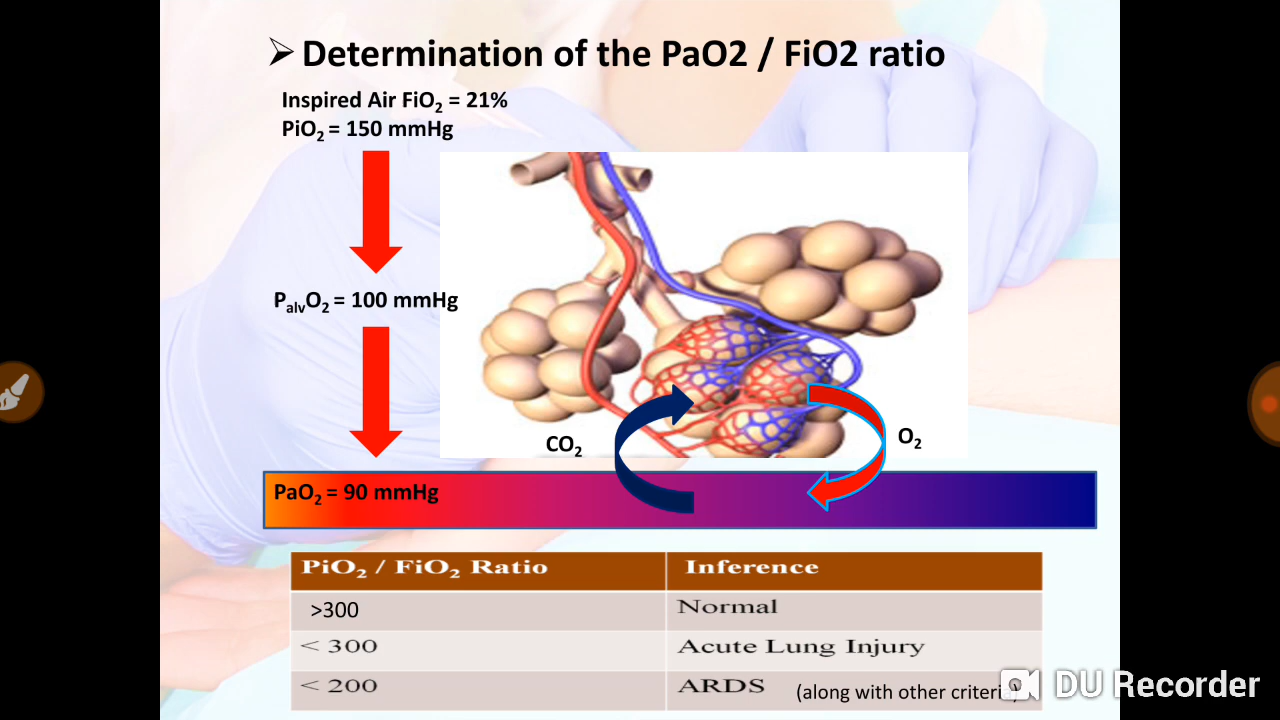 ➢ Determination of the PaO2 / FiO2 ratio
Inspired Air FiO₂ = 21%
PiO₂ = 150 mmHg
PalvO₂ = 100 mmHg
CO₂
O₂
PaO₂ = 90 mmHg
PiO₂ / FiO₂ Ratio Inference
>300 Normal
< 300 Acute Lung Injury
< 200 ARDS (along with other criteria)
DU Recorder